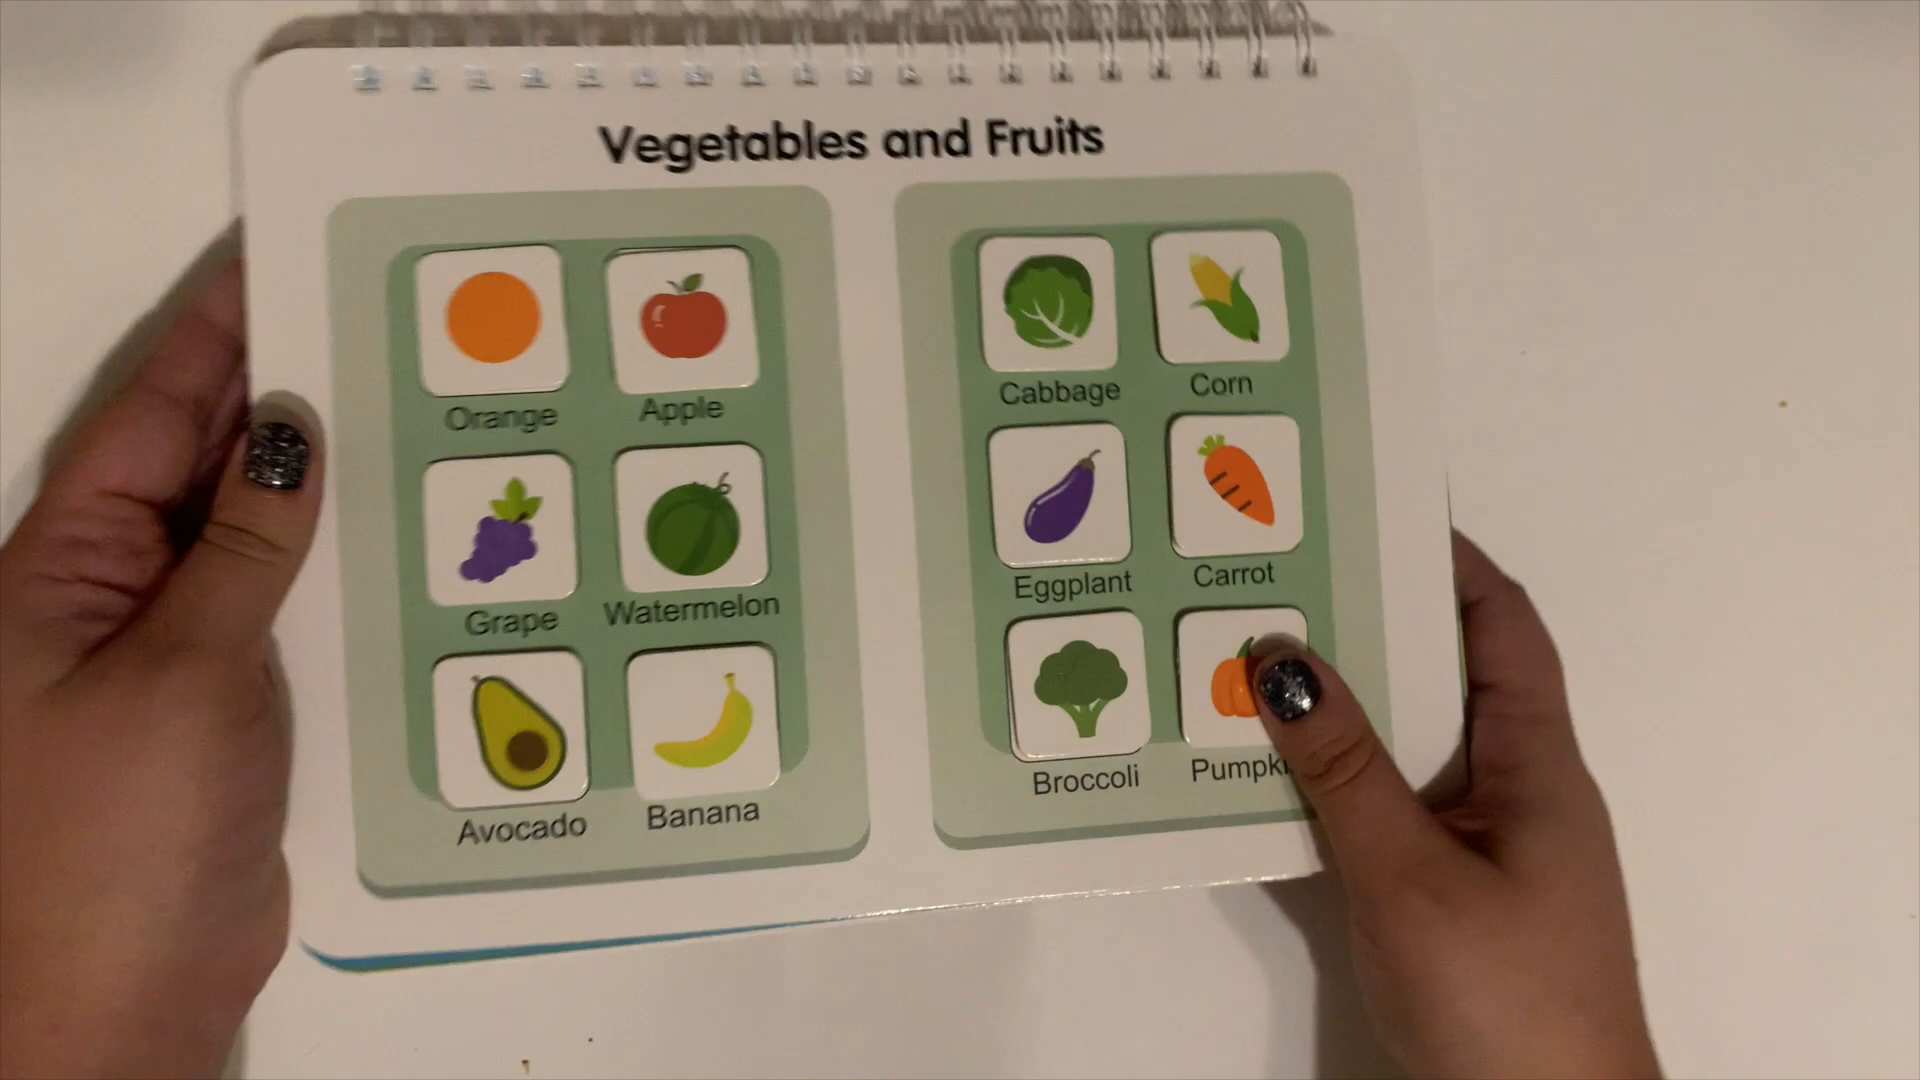 Vegetables and Fruits
Orange Apple
Grape Watermelon
Avocado Banana
Cabbage Corn
Eggplant Carrot
Broccoli